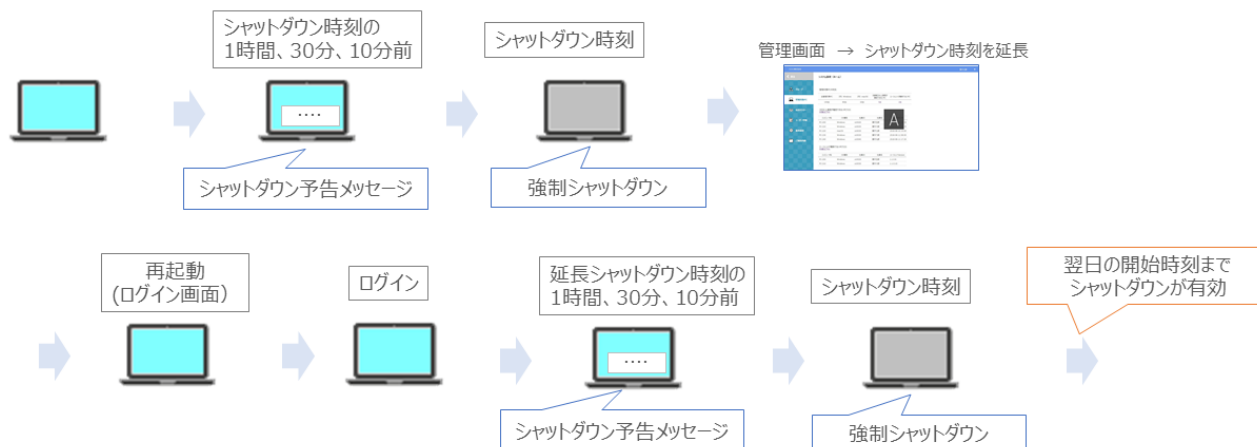 シャットダウン時刻の
1時間、30分、10分前
シャットダウン時刻
管理画面 → シャットダウン時刻を延長
････
A
シャットダウン予告メッセージ
強制シャットダウン
再起動
(ログイン画面）
ログイン
延長シャットダウン時刻の
1時間、30分、10分前
シャットダウン時刻
翌日の開始時刻まで
シャットダウンが有効
････
シャットダウン予告メッセージ
強制シャットダウン